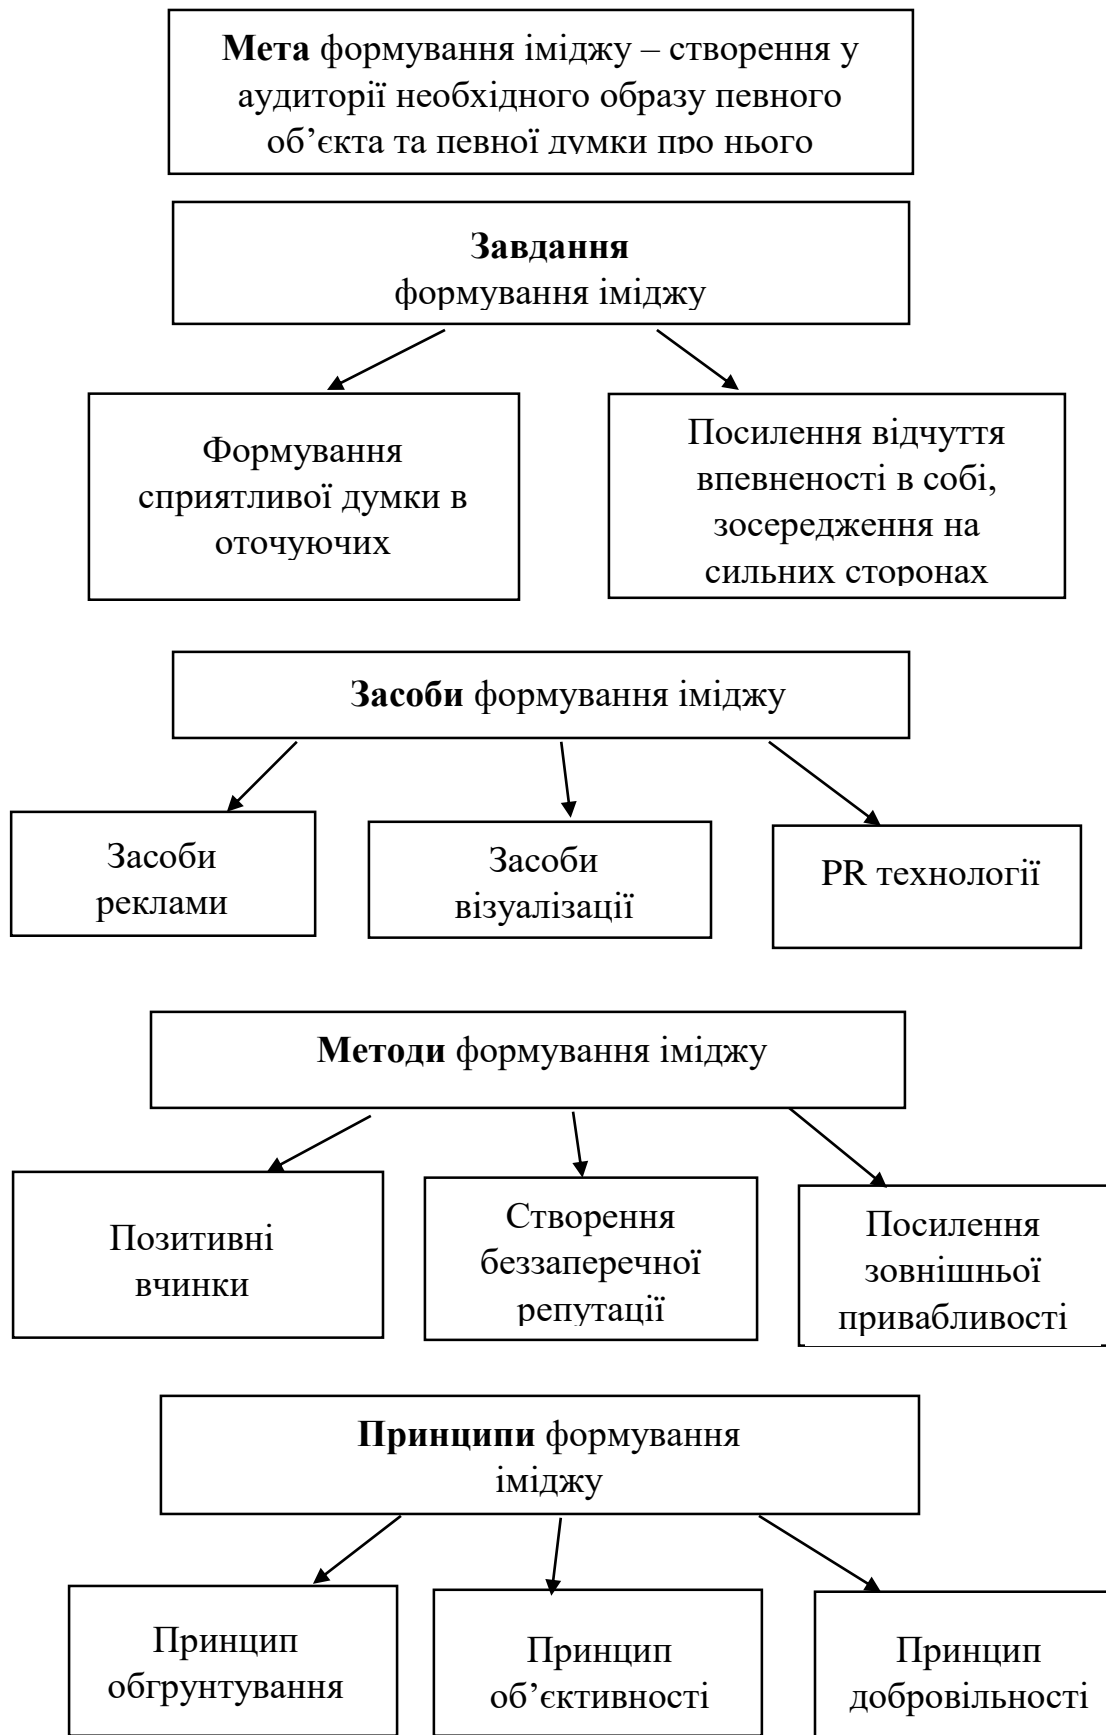 Мета формування іміджу – створення у
аудиторії необхідного образу певного
об’єкта та певної думки про нього
Завдання
формування іміджу
Формування
сприятливої думки в
оточуючих
Посилення відчуття
впевненості в собі,
зосередження на
сильних сторонах
Засоби формування іміджу
Засоби
реклами
Засоби
візуалізації
PR технології
Методи формування іміджу
Позитивні
вчинки
Створення
беззаперечної
репутації
Посилення
зовнішньої
привабливості
Принципи формування
іміджу
Принцип
обгрунтування
Принцип
об’єктивності
Принцип
добровільності